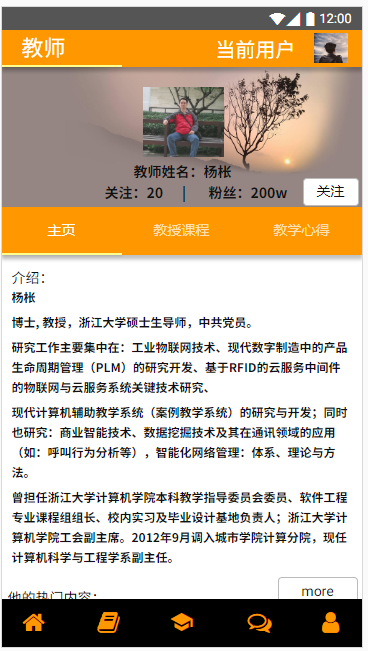 12:00
教师 当前用户
教师姓名：杨枨
关注：20 | 粉丝：200w
关注
主页 教授课程 教学心得
介绍：
杨枨
博士, 教授，浙江大学硕士生导师，中共党员。
研究工作主要集中在：工业物联网技术、现代数字制造中的产品
生命周期管理（PLM）的研究开发、基于RFID的云服务中间件
的物联网与云服务系统关键技术研究、
现代计算机辅助教学系统（案例教学系统）的研究与开发；同时
也研究：商业智能技术、数据挖掘技术及其在通讯领域的应用
（如：呼叫行为分析等），智能化网络管理：体系、理论与方
法。
曾担任浙江大学计算机学院本科教学指导委员会委员、软件工程
专业课程组组长、校内实习及毕业设计基地负责人；浙江大学计
算机学院工会副主席。2012年9月调入城市学院计算分院，现任
计算机科学与工程学系副主任。
他的热门内容：
more